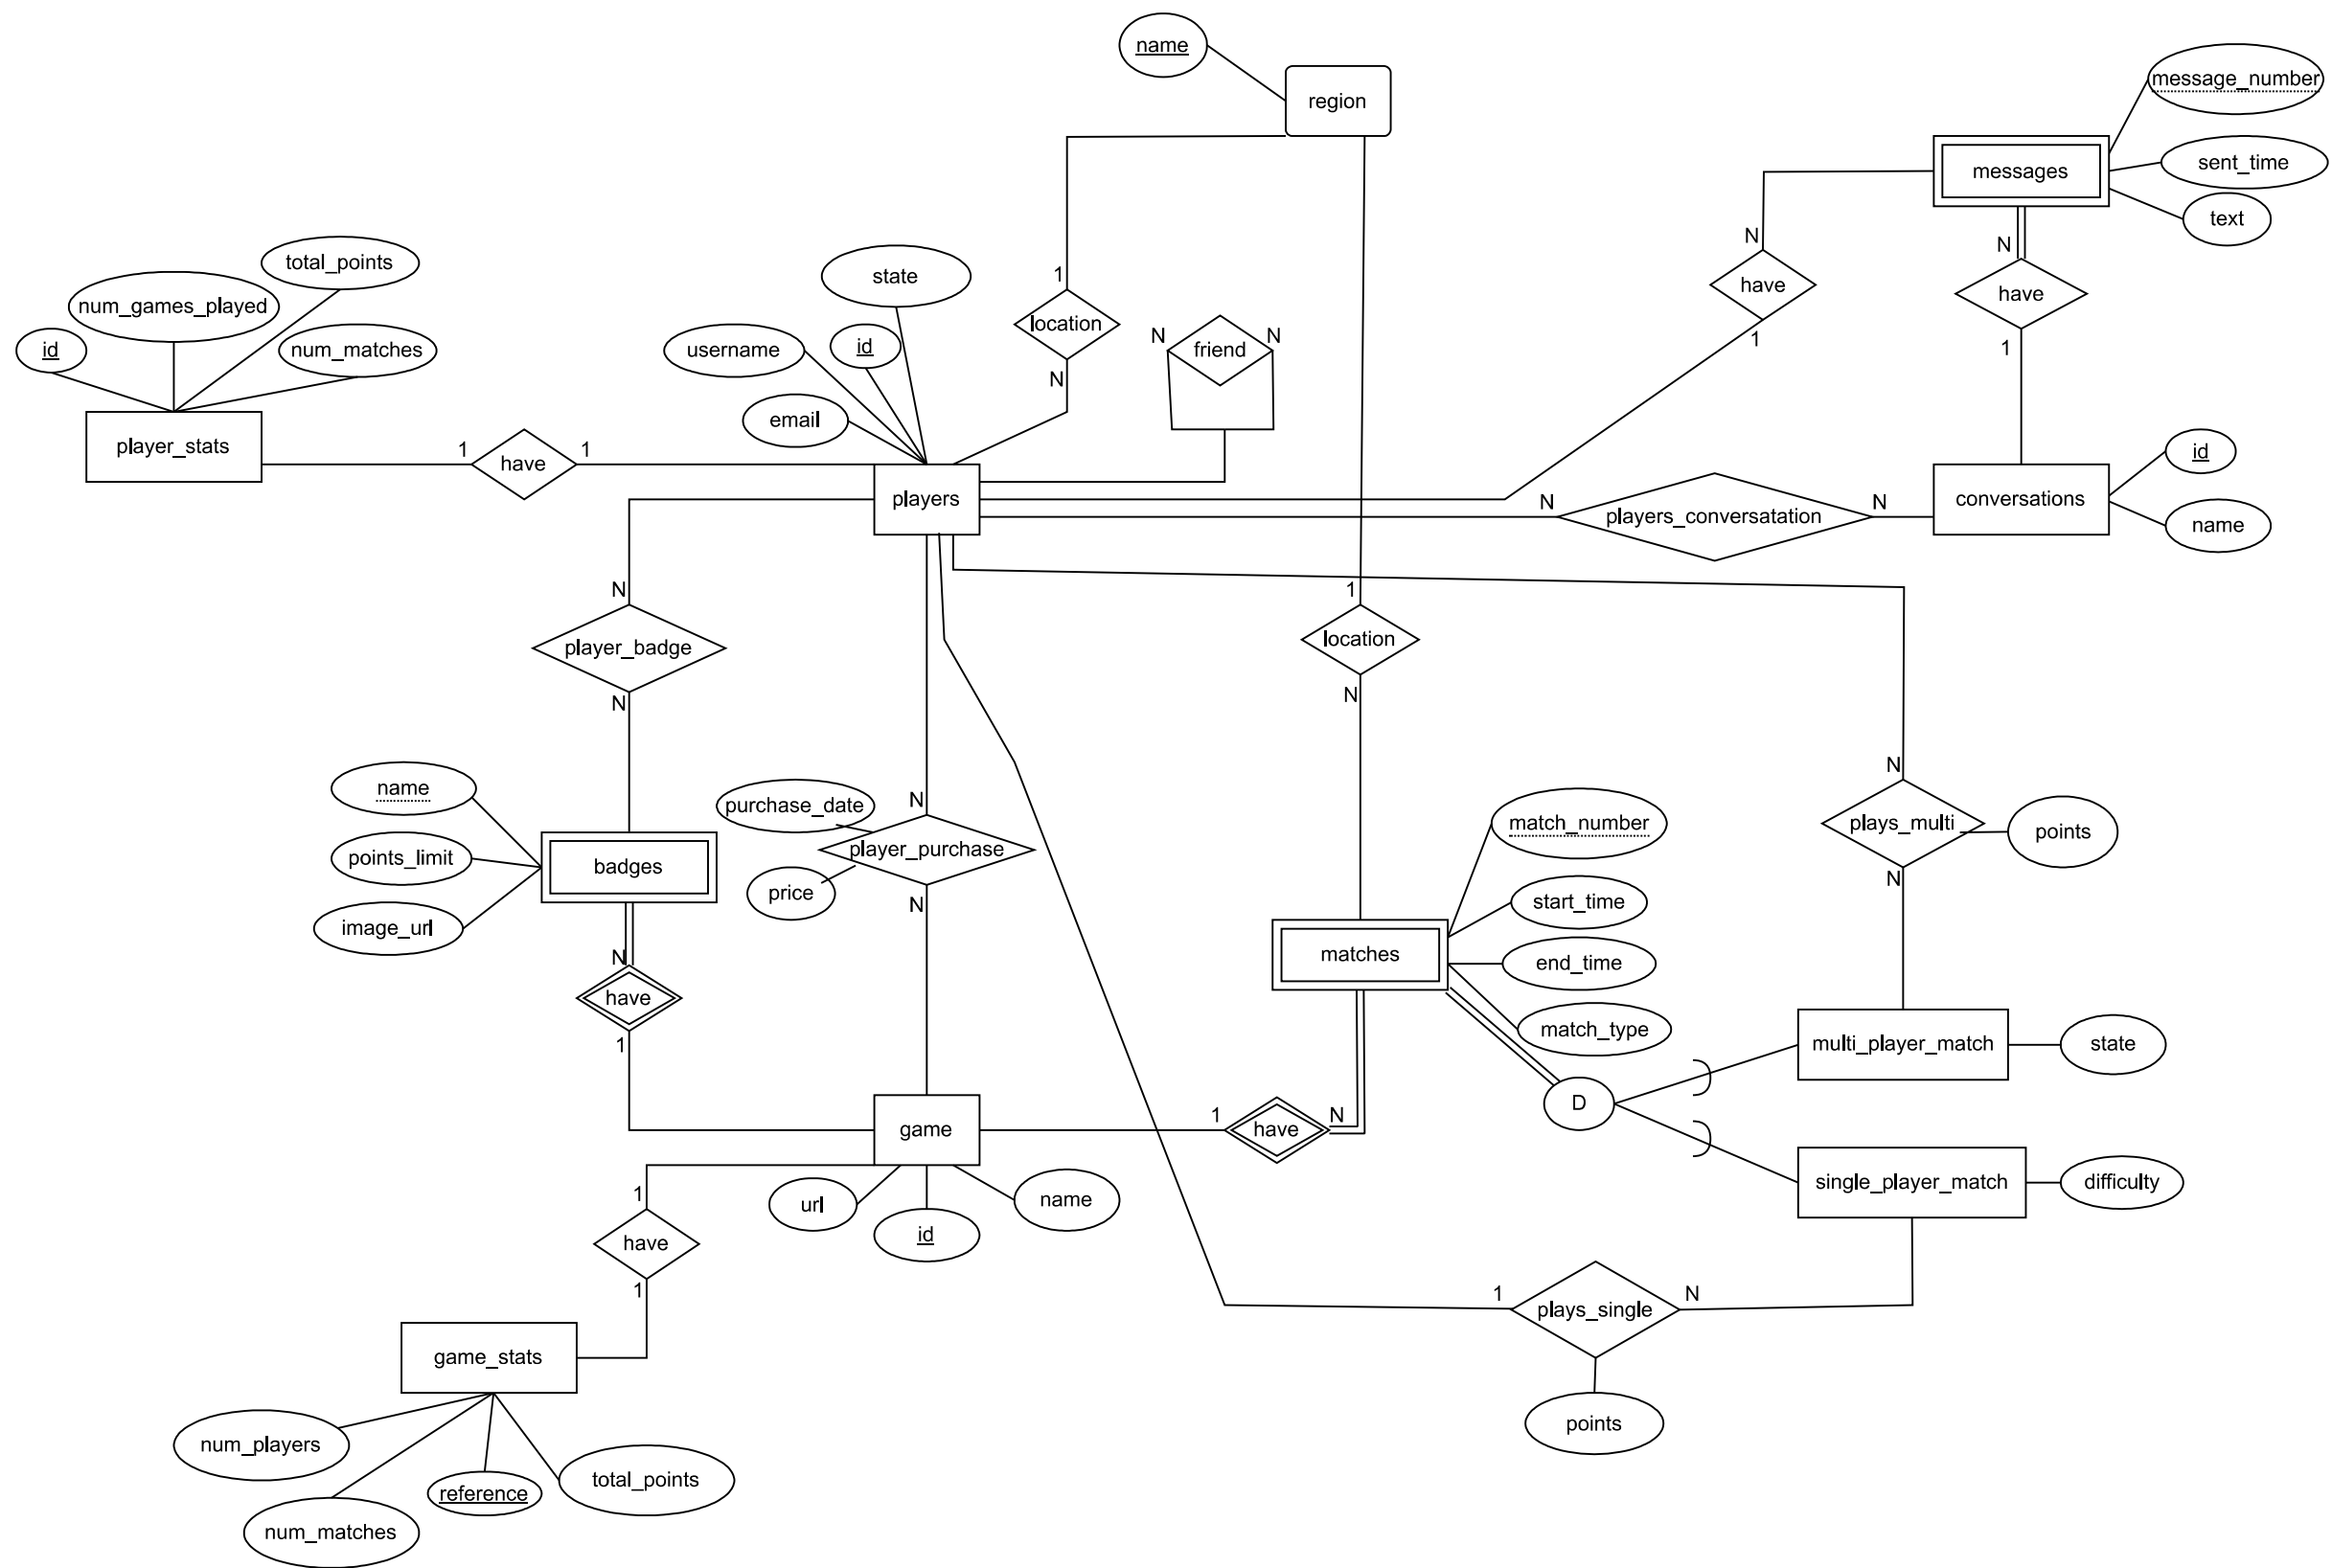 name
region
message_number
messages
sent_time
text
N
have
1
N
have
1
state
1
location
N
total_points
num_games_played
id
num_matches
username
id
email
N
friend
N
player_stats
1
have
1
players
id
conversations
name
N
players_conversatation
N
N
player_badge
N
1
location
N
N
plays_multi
points
N
name
points_limit
image_url
badges
purchase_date
N
player_purchase
price
N
match_number
start_time
matches
end_time
match_type
N
have
1
multi_player_match
state
D
game
1
have
N
single_player_match
difficulty
url
id
name
1
have
1
1
plays_single
N
points
game_stats
num_players
num_matches
reference
total_points